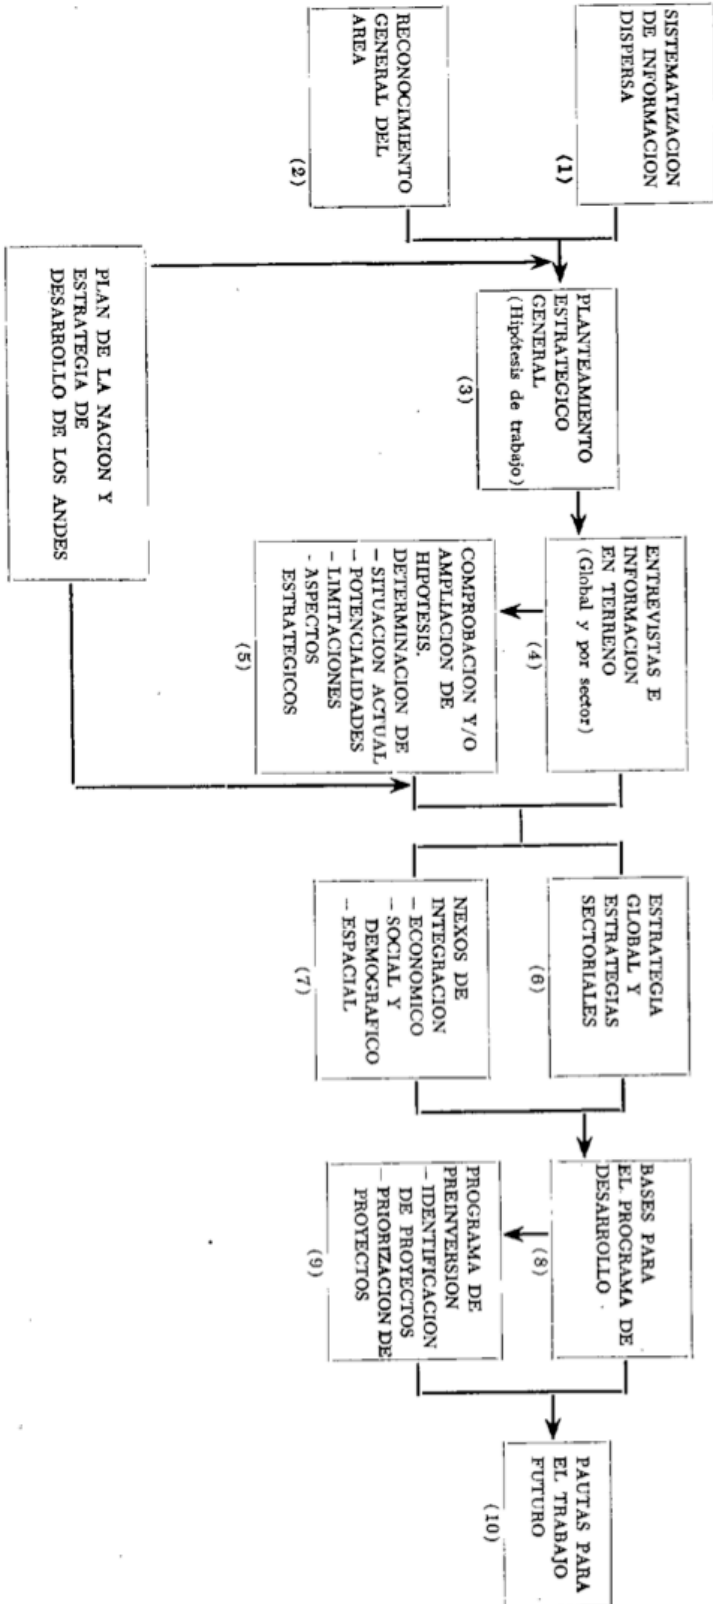 SISTEMATIZACION
DE INFORMACION
DISPERSA
(1)
RECONOCIMIENTO
GENERAL DEL
AREA
(2)
PLAN DE LA NACION Y
ESTRATEGIA DE
DESARROLLO DE LOS ANDES
PLANTEAMIENTO
ESTRATEGICO
GENERAL
(Hipótesis de trabajo)
(3)
ENTREVISTAS E
INFORMACION
EN TERRENO
(Global y por sector)
(4)
COMPROBACION Y/O
AMPLIACION DE
HIPOTESIS.
DETERMINACION DE
– SITUACION ACTUAL
– POTENCIALIDADES
– LIMITACIONES
- ASPECTOS
ESTRATEGICOS
(5)
ESTRATEGIA
GLOBAL Y
ESTRATEGIAS
SECTORIALES
(6)
NEXOS DE
INTEGRACION
– ECONOMICO
– SOCIAL Y
DEMOGRAFICO
– ESPACIAL
(7)
BASES PARA
EL PROGRAMA DE
DESARROLLO
(8)
PROGRAMA DE
PREINVERSION
– IDENTIFICACION
DE PROYECTOS
– PRIORIZACION DE
PROYECTOS
(9)
PAUTAS PARA
EL TRABAJO
FUTURO
(10)